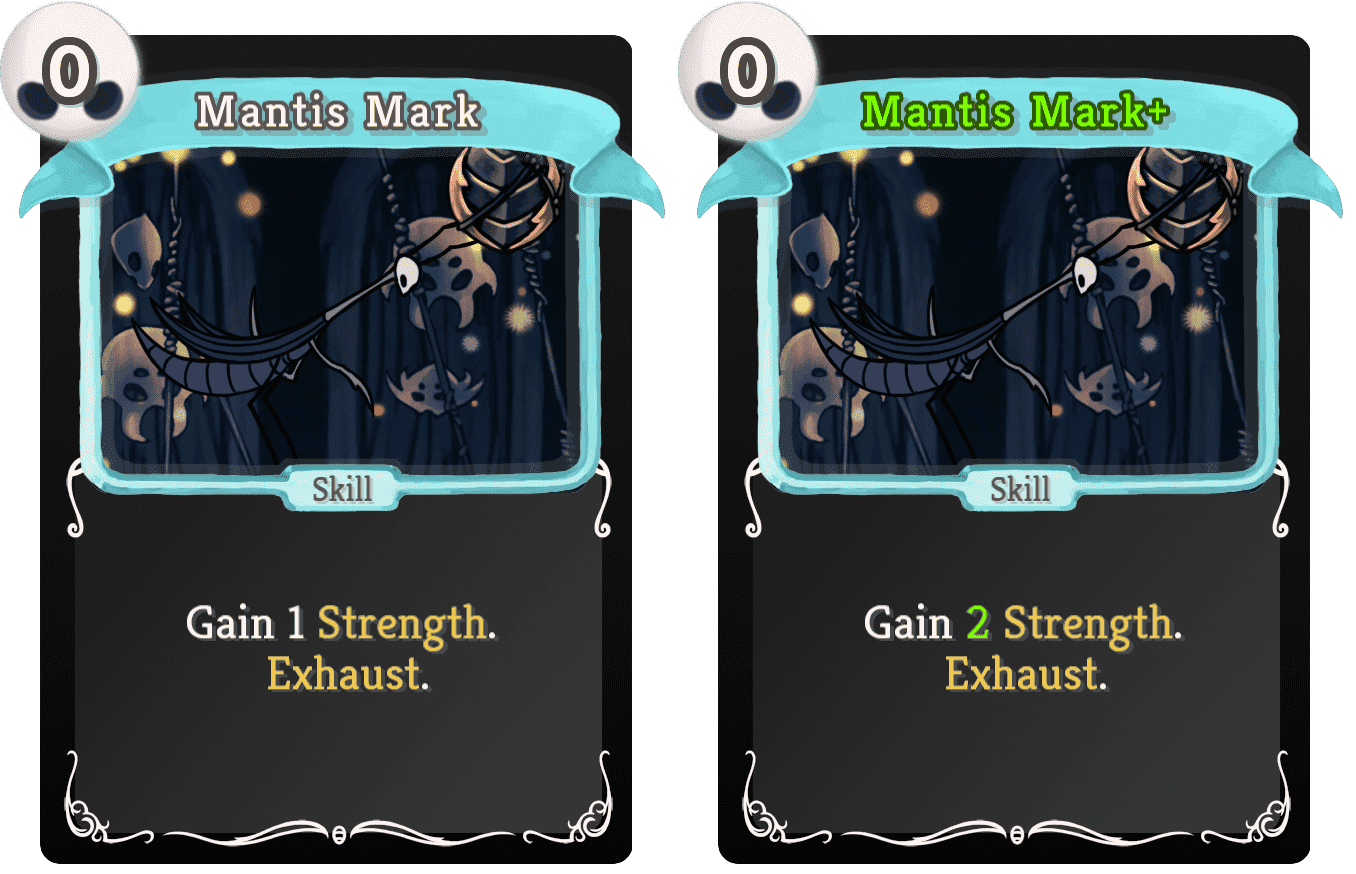 0
Mantis Mark
Skill
Gain 1 Strength.
Exhaust.
0
Mantis Mark+
Skill
Gain 2 Strength.
Exhaust.